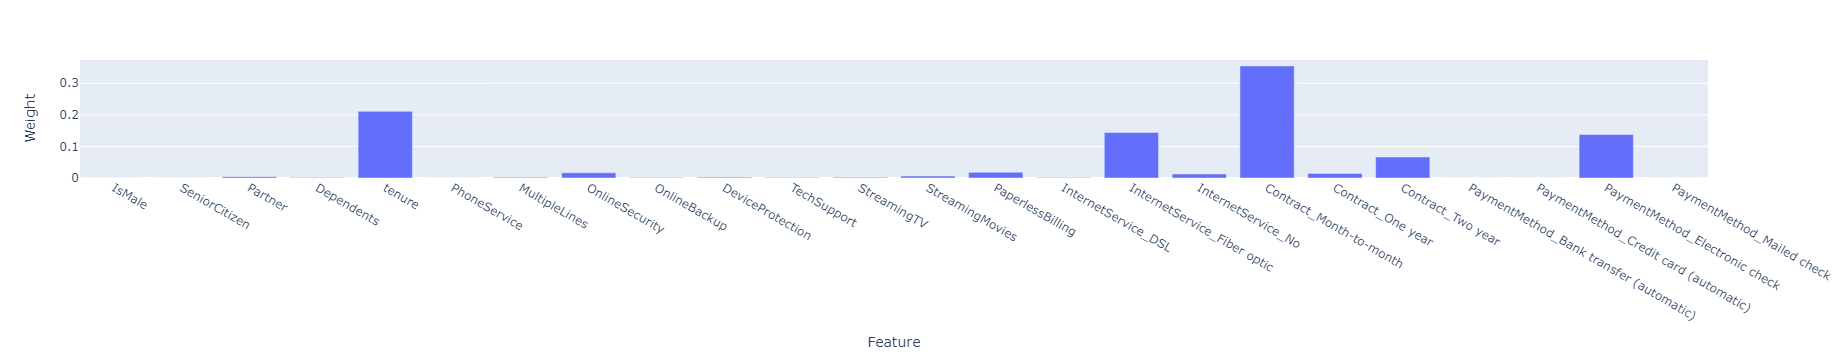 Weight
0.3
0.2
0.1
0
IsMale
SeniorCitizen
Partner
Dependents
tenure
PhoneService
MultipleLines
OnlineSecurity
OnlineBackup
DeviceProtection
TechSupport
StreamingTV
StreamingMovies
PaperlessBilling
InternetService_DSL
InternetService_Fiber optic
InternetService_No
Contract_Month-to-month
Contract_One year
Contract_Two year
PaymentMethod_Bank transfer (automatic)
PaymentMethod_Credit card (automatic)
PaymentMethod_Electronic check
PaymentMethod_Mailed check
Feature